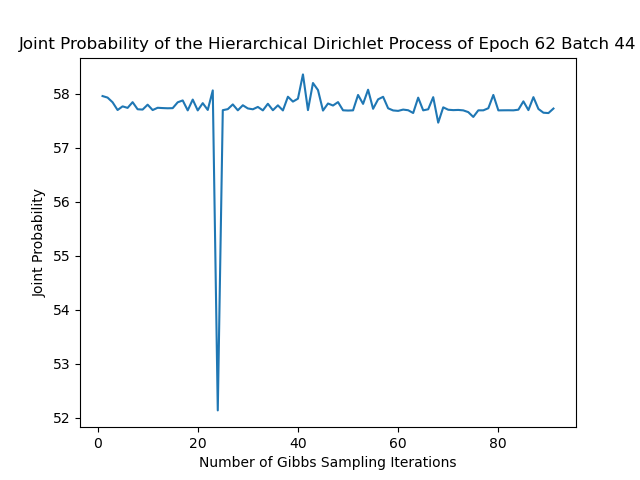 Joint Probability of the Hierarchical Dirichlet Process of Epoch 62 Batch 44
Joint Probability
58
57
56
55
54
53
52
0 20 40 60 80
Number of Gibbs Sampling Iterations